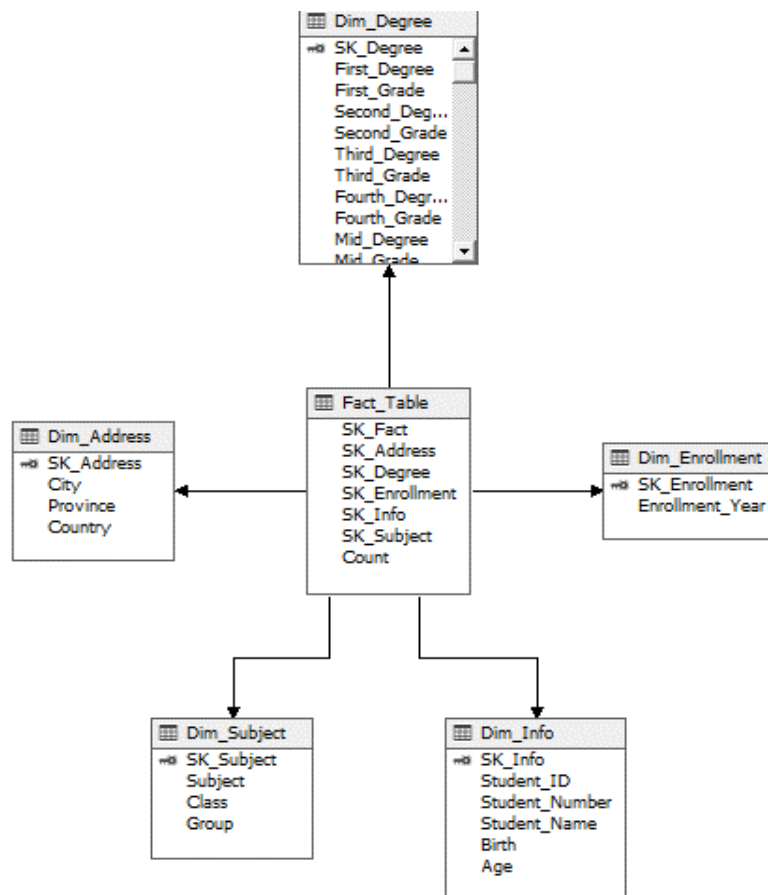 Dim_Degree
SK_Degree
First_Degree
First_Grade
Second_Deg...
Second_Grade
Third_Degree
Third_Grade
Fourth_Degr...
Fourth_Grade
Mid_Degree
Mid_Grade
Fact_Table
SK_Fact
SK_Address
SK_Degree
SK_Enrollment
SK_Info
SK_Subject
Count
Dim_Address
SK_Address
City
Province
Country
Dim_Enrollment
SK_Enrollment
Enrollment_Year
Dim_Subject
SK_Subject
Subject
Class
Group
Dim_Info
SK_Info
Student_ID
Student_Number
Student_Name
Birth
Age